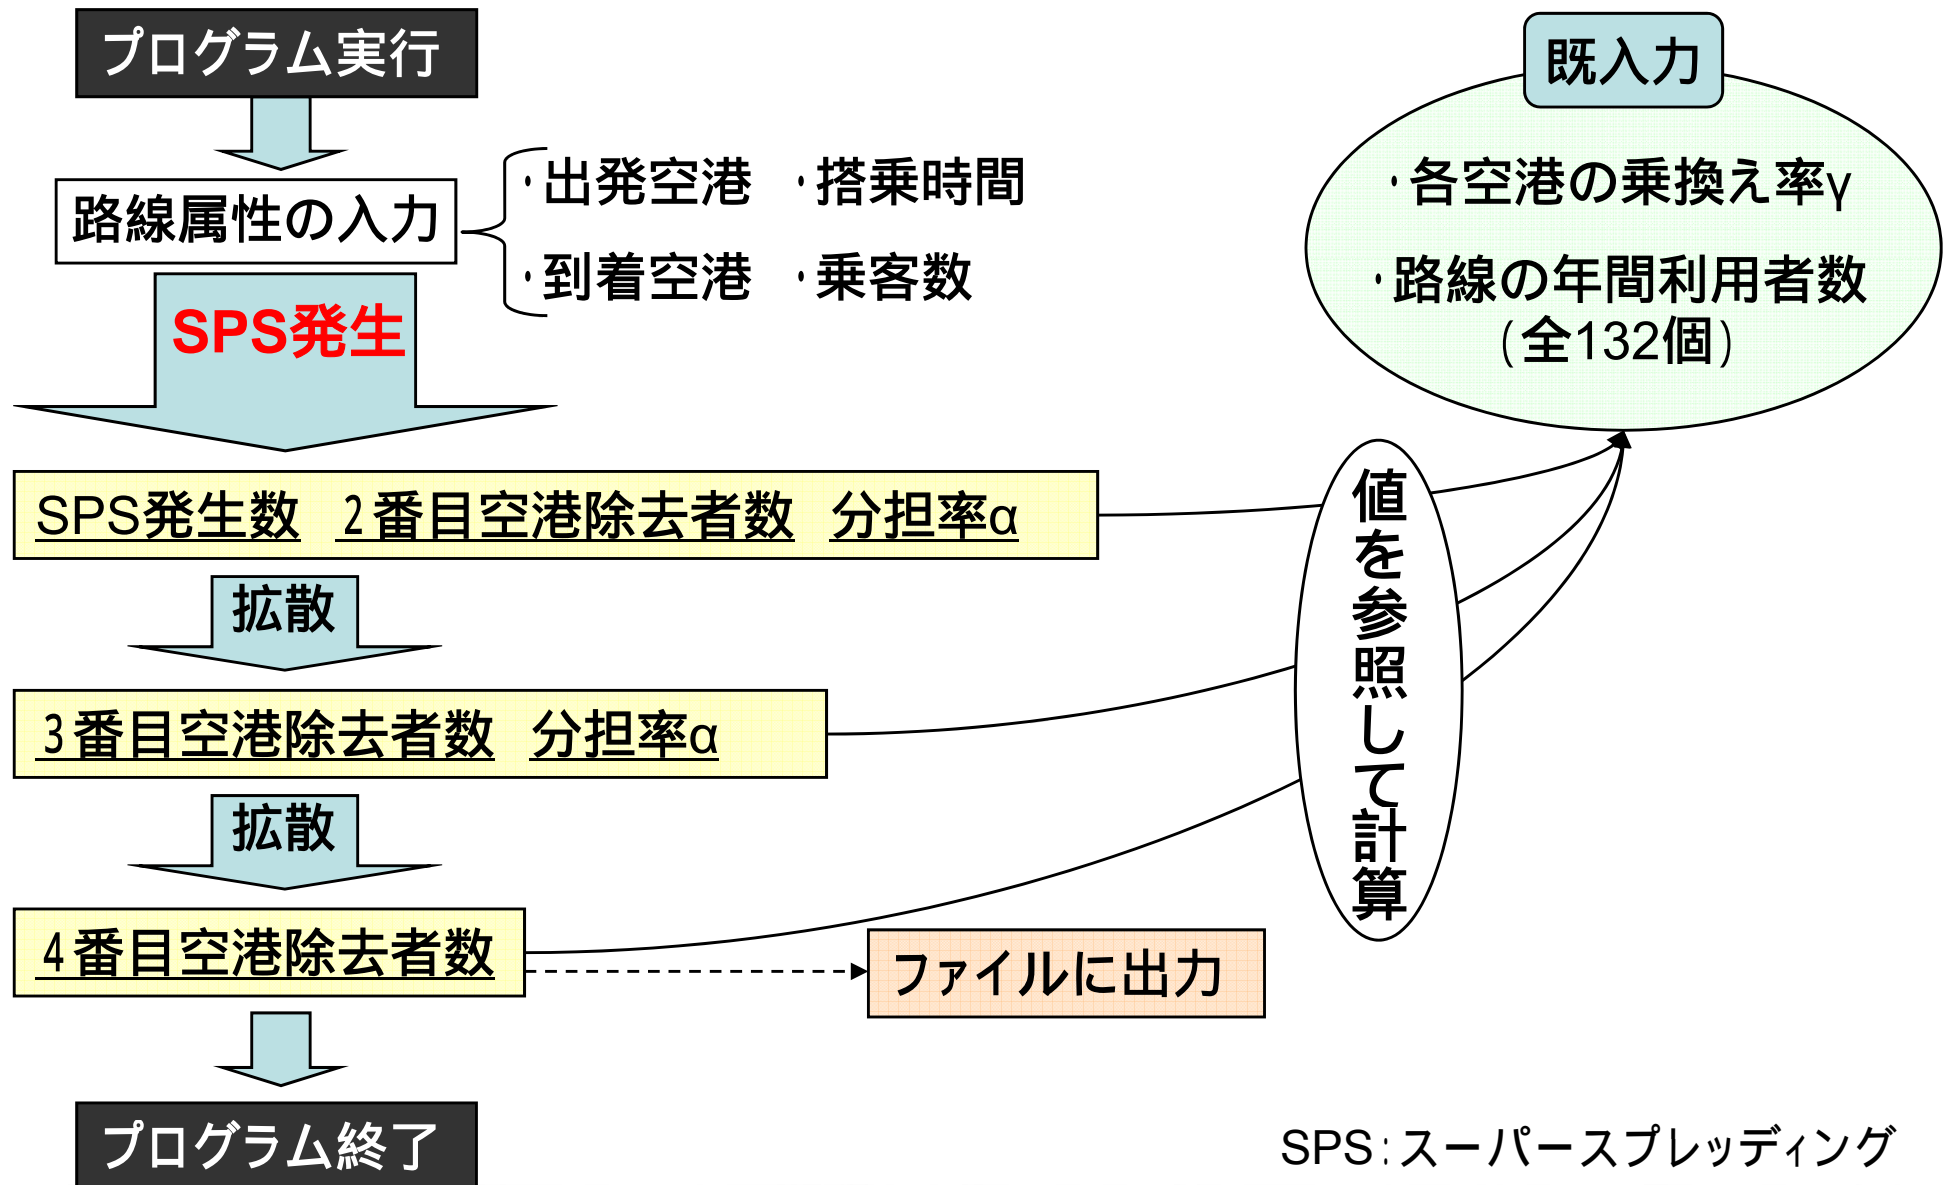 プログラム実行
路線属性の入力
・出発空港　・搭乗時間
・到着空港　・乗客数
既入力
・各空港の乗換え率γ
・路線の年間利用者数
（全132個）
SPS発生
SPS発生数　２番目空港除去者数　分担率α
拡散
３番目空港除去者数　分担率α
拡散
４番目空港除去者数
値を参照して計算
ファイルに出力
プログラム終了
SPS：スーパースプレッディング